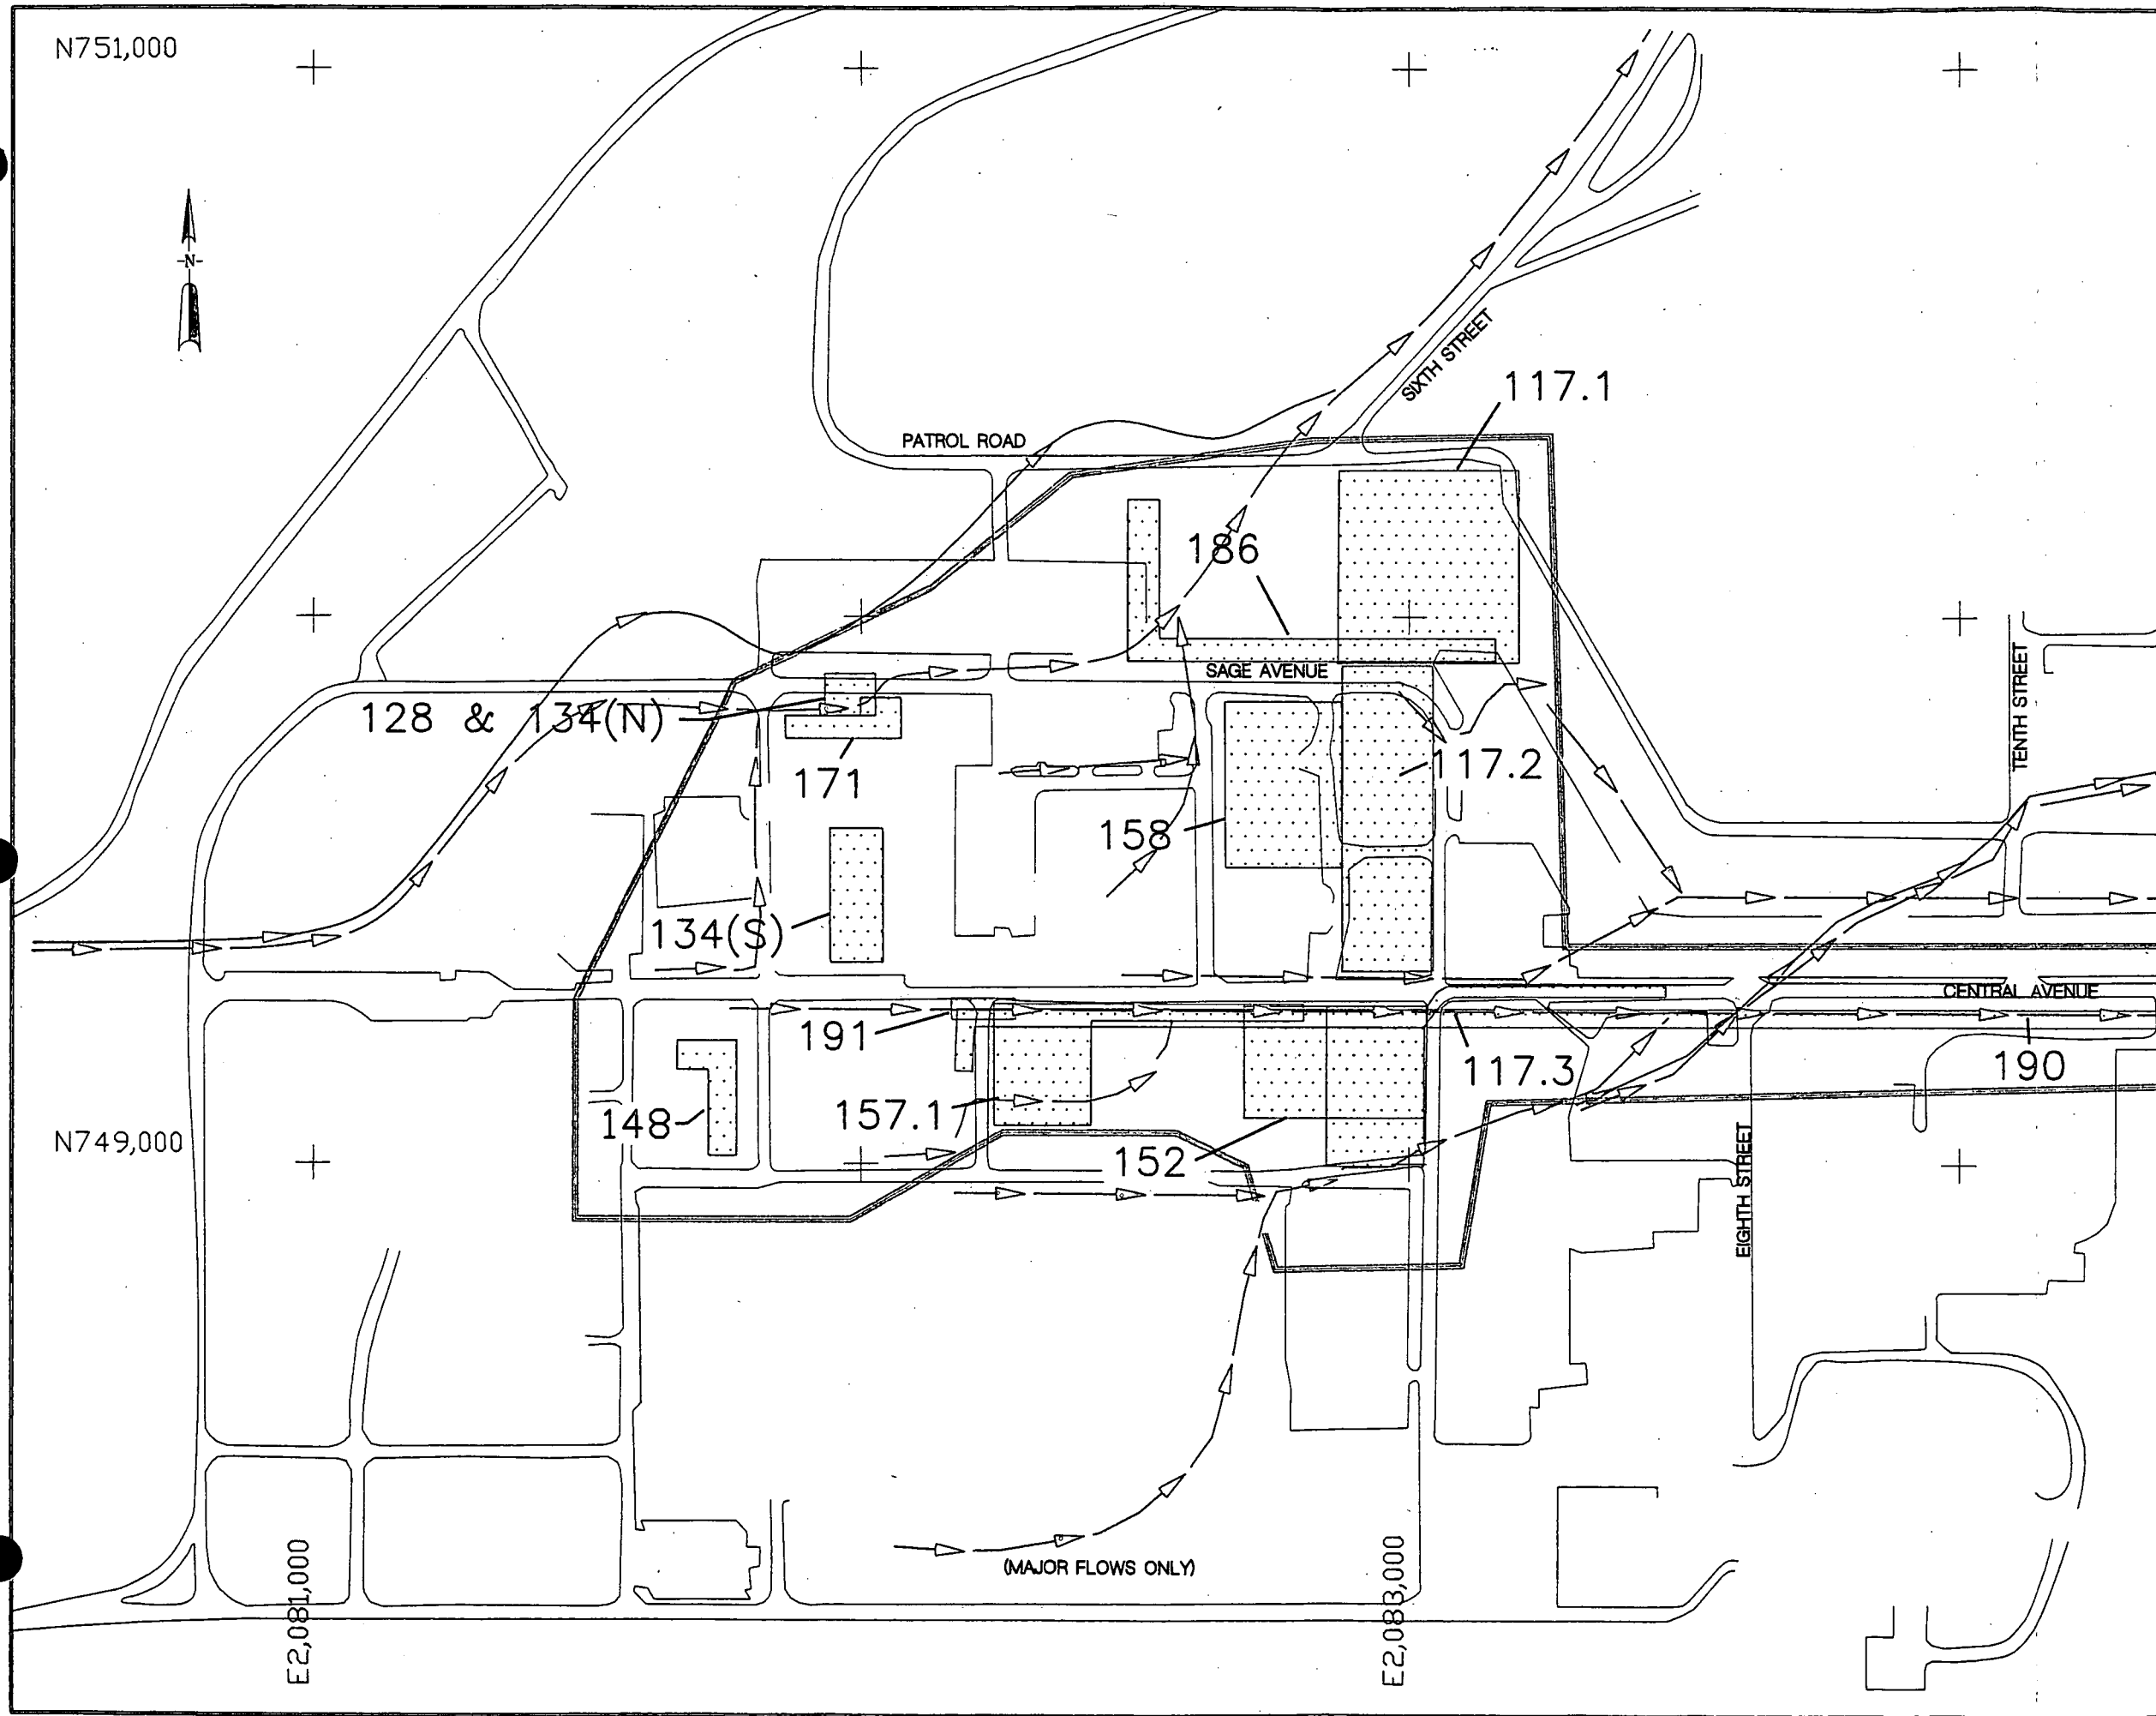 N751,000
-N-
SIXTH STREET
117.1
PATROL ROAD
186
SAGE AVENUE
TENTH STREET
128 & 134(N)
171
117.2
158
134(S)
CENTRAL AVENUE
191
117.3
190
157.1
148
N749,000
152
EIGHTH STREET
(MAJOR FLOWS ONLY)
E2,081,000
E2,083,000